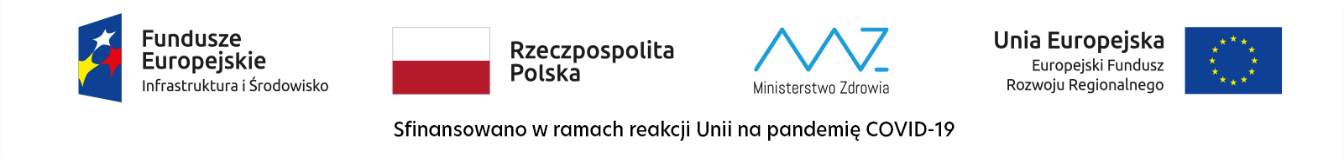 Fundusze
Europejskie
Infrastruktura i Środowisko
Rzeczpospolita
Polska
Ministerstwo Zdrowia
Unia Europejska
Europejski Fundusz
Rozwoju Regionalnego
Sfinansowano w ramach reakcji Unii na pandemię COVID-19